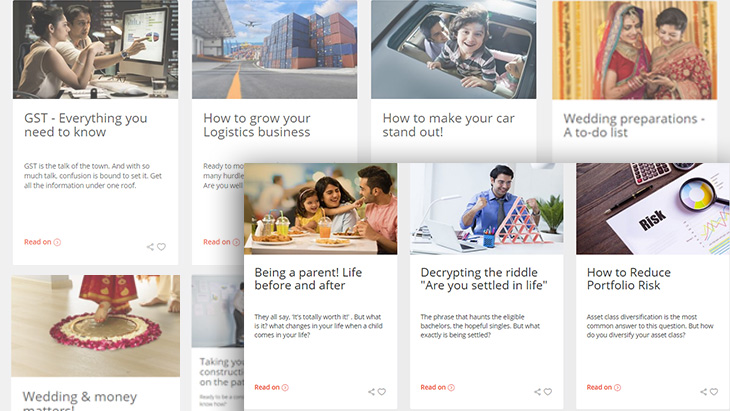 GST - Everything you
need to know
GST is the talk of the town. And with so
much talk, confusion is bound to set it. Get
all the information under one roof.
Read on
How to grow your
Logistics business
Ready to mo
many hurdle
Are you well
Read on
How to make your car
stand out!
Wedding preparations -
A to-do list
Wedding & money
matters!
Taking you
constructi
on the pat
Ready to be a co
know how?
RISK
Being a parent! Life
before and after
They all say, 'It's totally worth it!' . But what
is it? what changes in your life when a child
comes in your life?
Read on
Decrypting the riddle
"Are you settled in life"
The phrase that haunts the eligible
bachelors, the hopeful singles. But what
exactly is being settled?
Read on
How to Reduce
Portfolio Risk
Asset class diversification is the most
common answer to this question. But how
do you diversify your asset class?
Read on